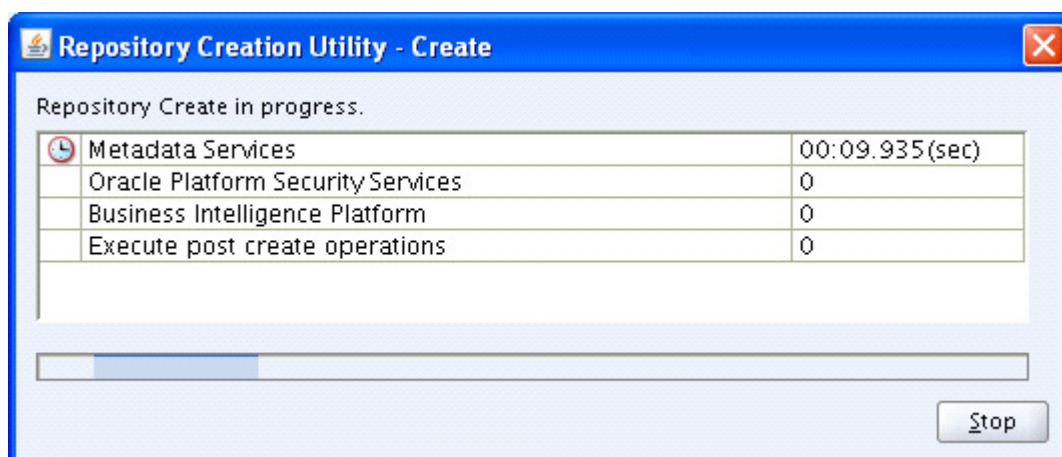 Repository Creation Utility - Create
Repository Create in progress.
Metadata Services 00:09.935(sec)
Oracle Platform Security Services 0
Business Intelligence Platform 0
Execute post create operations 0
Stop